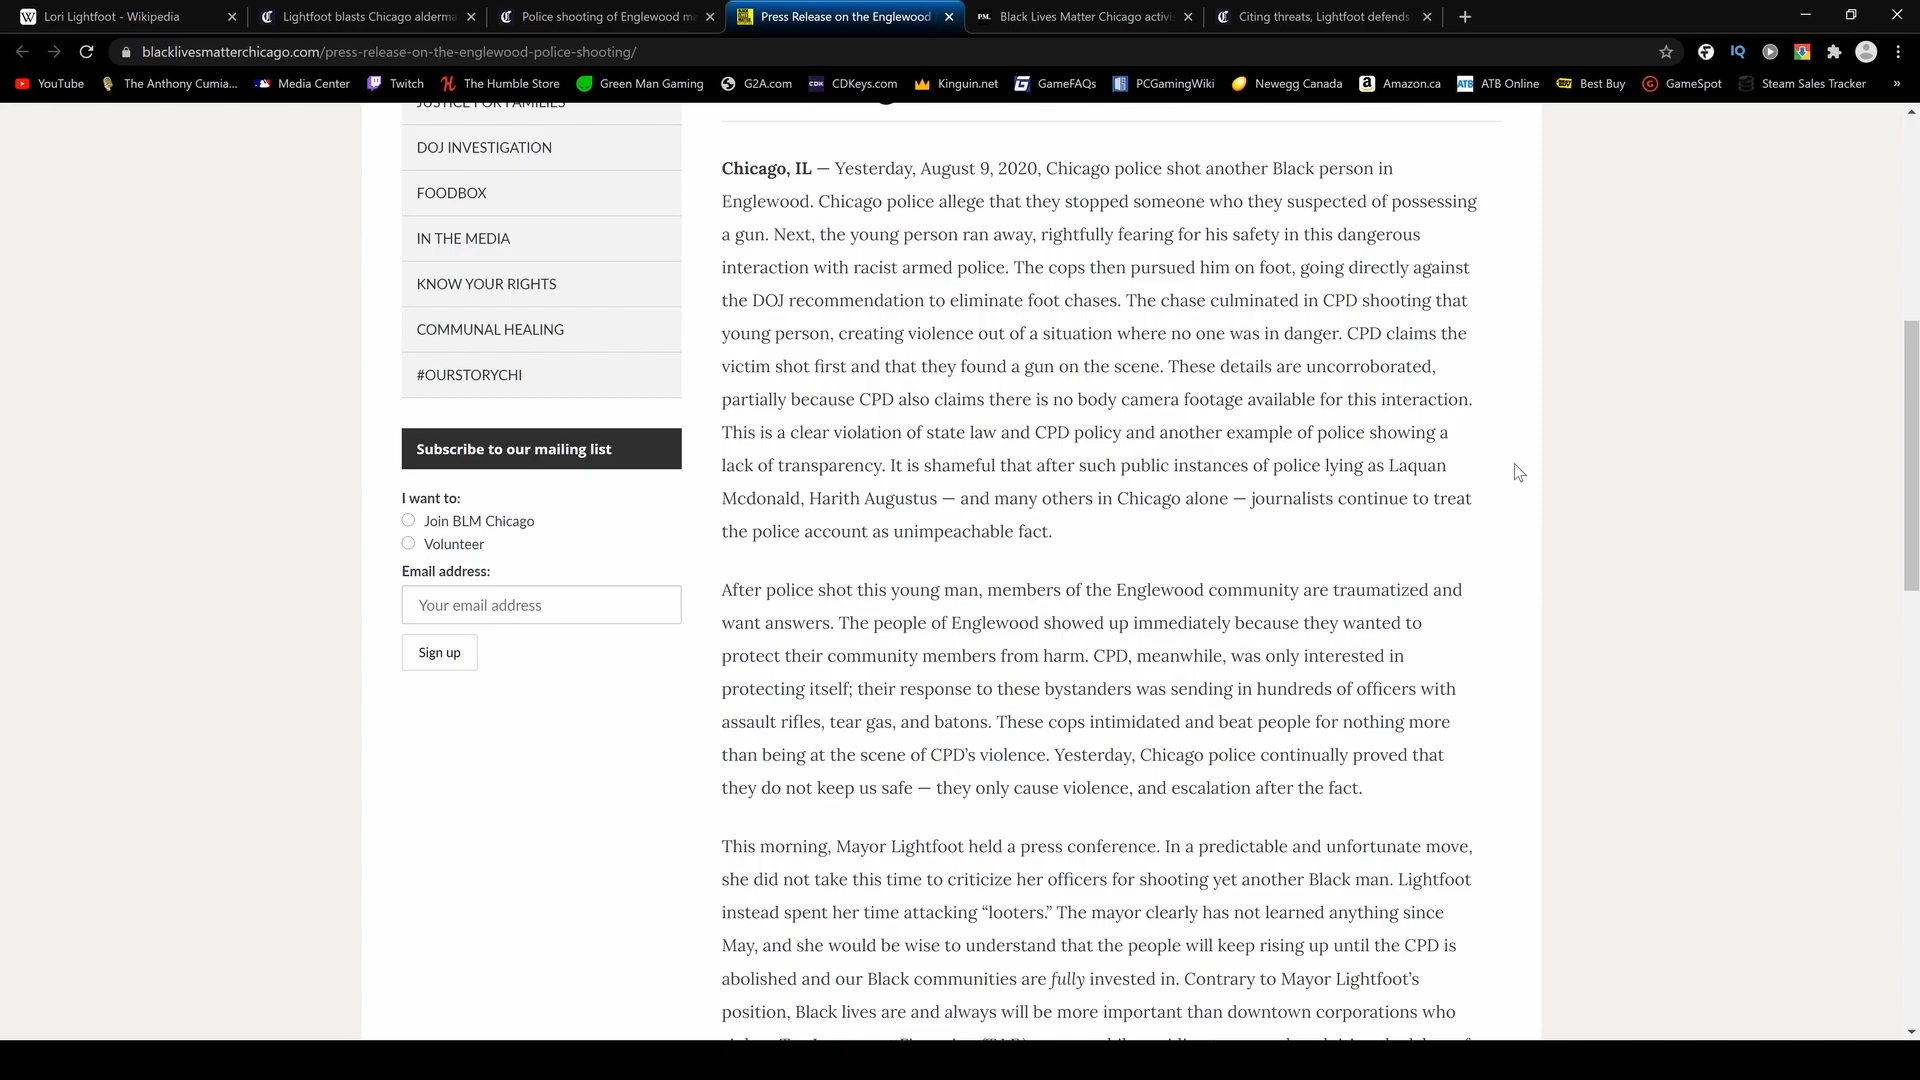 Lori Lightfoot - Wikipedia
Lightfoot blasts Chicago alderma
Police shooting of Englewood m
Press Release on the Englewood
PM.
Black Lives Matter Chicago activi
Citing threats, Lightfoot defends
blacklivesmatterchicago.com/press-release-on-the-englewood-police-shooting/
IQ
YouTube
The Anthony Cumia...
Media Center
Twitch
The Humble Store
Green Man Gaming
G2A.com
CDKeys.com
Kinguin.net
GameFAQs
PCGamingWiki
Newegg Canada
Amazon.ca
ATB Online
Best Buy
GameSpot
Steam Sales Tracker
»
JUSTICE FOR FAMILIES
DOJ INVESTIGATION
FOODBOX
IN THE MEDIA
KNOW YOUR RIGHTS
COMMUNAL HEALING
#OURSTORYCHI
Subscribe to our mailing list
I want to:
Join BLM Chicago
Volunteer
Email address:
Your email address
Sign up
Chicago, IL — Yesterday, August 9, 2020, Chicago police shot another Black person in
Englewood. Chicago police allege that they stopped someone who they suspected of possessing
a gun. Next, the young person ran away, rightfully fearing for his safety in this dangerous
interaction with racist armed police. The cops then pursued him on foot, going directly against
the DOJ recommendation to eliminate foot chases. The chase culminated in CPD shooting that
young person, creating violence out of a situation where no one was in danger. CPD claims the
victim shot first and that they found a gun on the scene. These details are uncorroborated,
partially because CPD also claims there is no body camera footage available for this interaction.
This is a clear violation of state law and CPD policy and another example of police showing a
lack of transparency. It is shameful that after such public instances of police lying as Laquan
Mcdonald, Harith Augustus — and many others in Chicago alone — journalists continue to treat
the police account as unimpeachable fact.
After police shot this young man, members of the Englewood community are traumatized and
want answers. The people of Englewood showed up immediately because they wanted to
protect their community members from harm. CPD, meanwhile, was only interested in
protecting itself; their response to these bystanders was sending in hundreds of officers with
assault rifles, tear gas, and batons. These cops intimidated and beat people for nothing more
than being at the scene of CPD's violence. Yesterday, Chicago police continually proved that
they do not keep us safe — they only cause violence, and escalation after the fact.
This morning, Mayor Lightfoot held a press conference. In a predictable and unfortunate move,
she did not take this time to criticize her officers for shooting yet another Black man. Lightfoot
instead spent her time attacking “looters.” The mayor clearly has not learned anything since
May, and she would be wise to understand that the people will keep rising up until the CPD is
abolished and our Black communities are fully invested in. Contrary to Mayor Lightfoot's
position, Black lives are and always will be more important than downtown corporations who